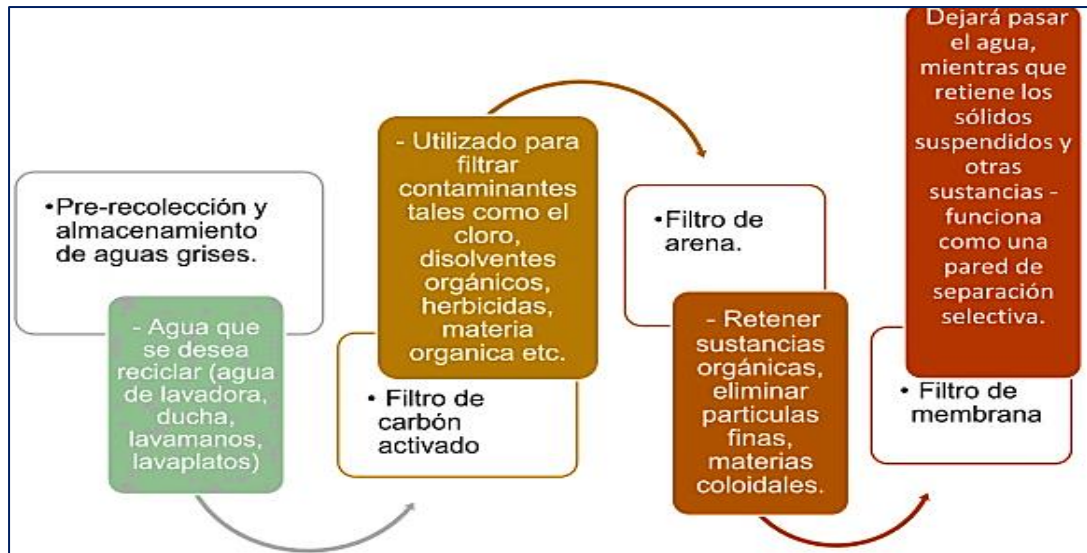 •Pre-recolección y
almacenamiento
de aguas grises.
- Agua que
se desea
reciclar (agua
de lavadora,
ducha,
lavamanos,
lavaplatos)
- Utilizado para
filtrar
contaminantes
tales como el
cloro,
disolventes
orgánicos,
herbicidas,
materia
organica etc.
• Filtro de
carbón
activado
•Filtro de
arena.
- Retener
sustancias
orgánicas,
eliminar
particulas
finas,
materias
coloidales.
Dejará pasar
el agua,
mientras que
retiene los
sólidos
suspendidos y
otras
sustancias -
funciona
como una
pared de
separación
selectiva.
• Filtro de
membrana